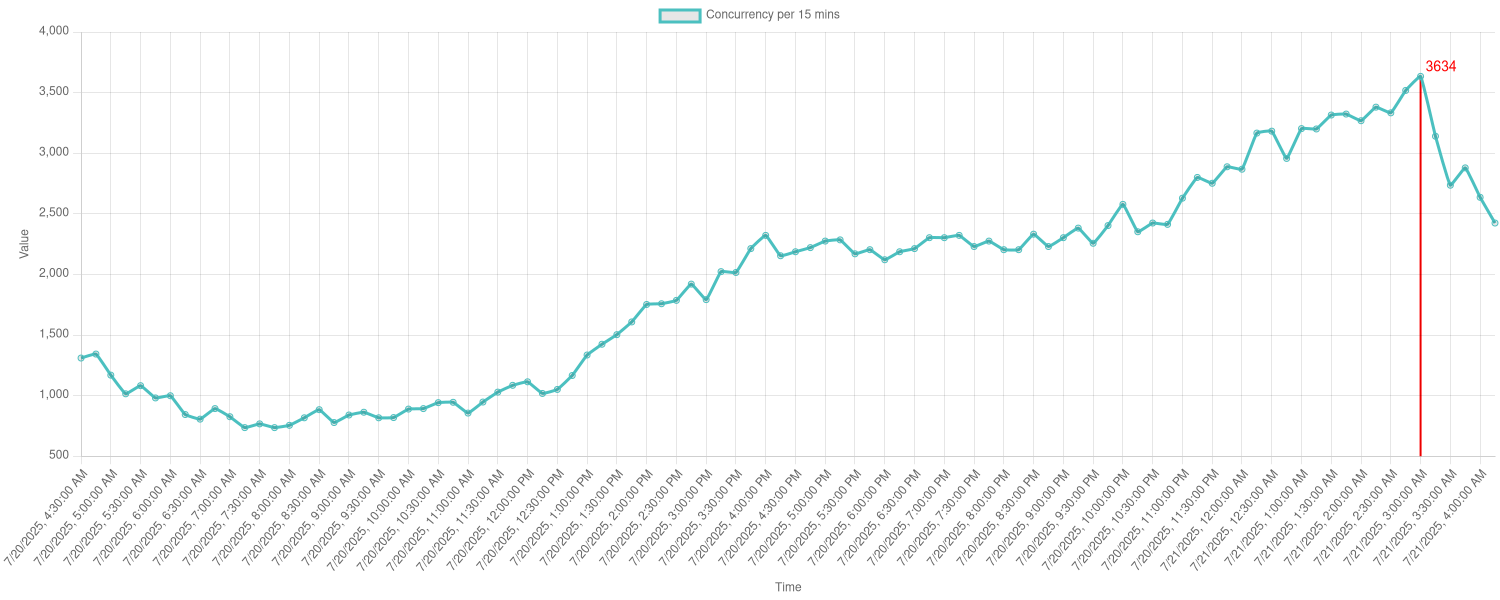 Concurrency per 15 mins
4,000
3,500
3,000
2,500
2,000
1,500
1,000
500
Value
3634
7/20/2025, 4:30:00 AM
7/20/2025, 5:00:00 AM
7/20/2025, 5:30:00 AM
7/20/2025, 6:00:00 AM
7/20/2025, 6:30:00 AM
7/20/2025, 7:00:00 AM
7/20/2025, 7:30:00 AM
7/20/2025, 8:00:00 AM
7/20/2025, 8:30:00 AM
7/20/2025, 9:00:00 AM
7/20/2025, 9:30:00 AM
7/20/2025, 10:00:00 AM
7/20/2025, 10:30:00 AM
7/20/2025, 11:00:00 AM
7/20/2025, 11:30:00 AM
7/20/2025, 12:00:00 PM
7/20/2025, 12:30:00 PM
7/20/2025, 1:00:00 PM
7/20/2025, 1:30:00 PM
7/20/2025, 2:00:00 PM
7/20/2025, 2:30:00 PM
7/20/2025, 3:00:00 PM
7/20/2025, 3:30:00 PM
7/20/2025, 4:00:00 PM
7/20/2025, 4:30:00 PM
7/20/2025, 5:00:00 PM
7/20/2025, 5:30:00 PM
7/20/2025, 6:00:00 PM
7/20/2025, 6:30:00 PM
7/20/2025, 7:00:00 PM
7/20/2025, 7:30:00 PM
7/20/2025, 8:00:00 PM
7/20/2025, 8:30:00 PM
7/20/2025, 9:00:00 PM
7/20/2025, 9:30:00 PM
7/20/2025, 10:00:00 PM
7/20/2025, 10:30:00 PM
7/20/2025, 11:00:00 PM
7/20/2025, 11:30:00 PM
7/21/2025, 12:00:00 AM
7/21/2025, 12:30:00 AM
7/21/2025, 1:00:00 AM
7/21/2025, 1:30:00 AM
7/21/2025, 2:00:00 AM
7/21/2025, 2:30:00 AM
7/21/2025, 3:00:00 AM
7/21/2025, 3:30:00 AM
7/21/2025, 4:00:00 AM
Time